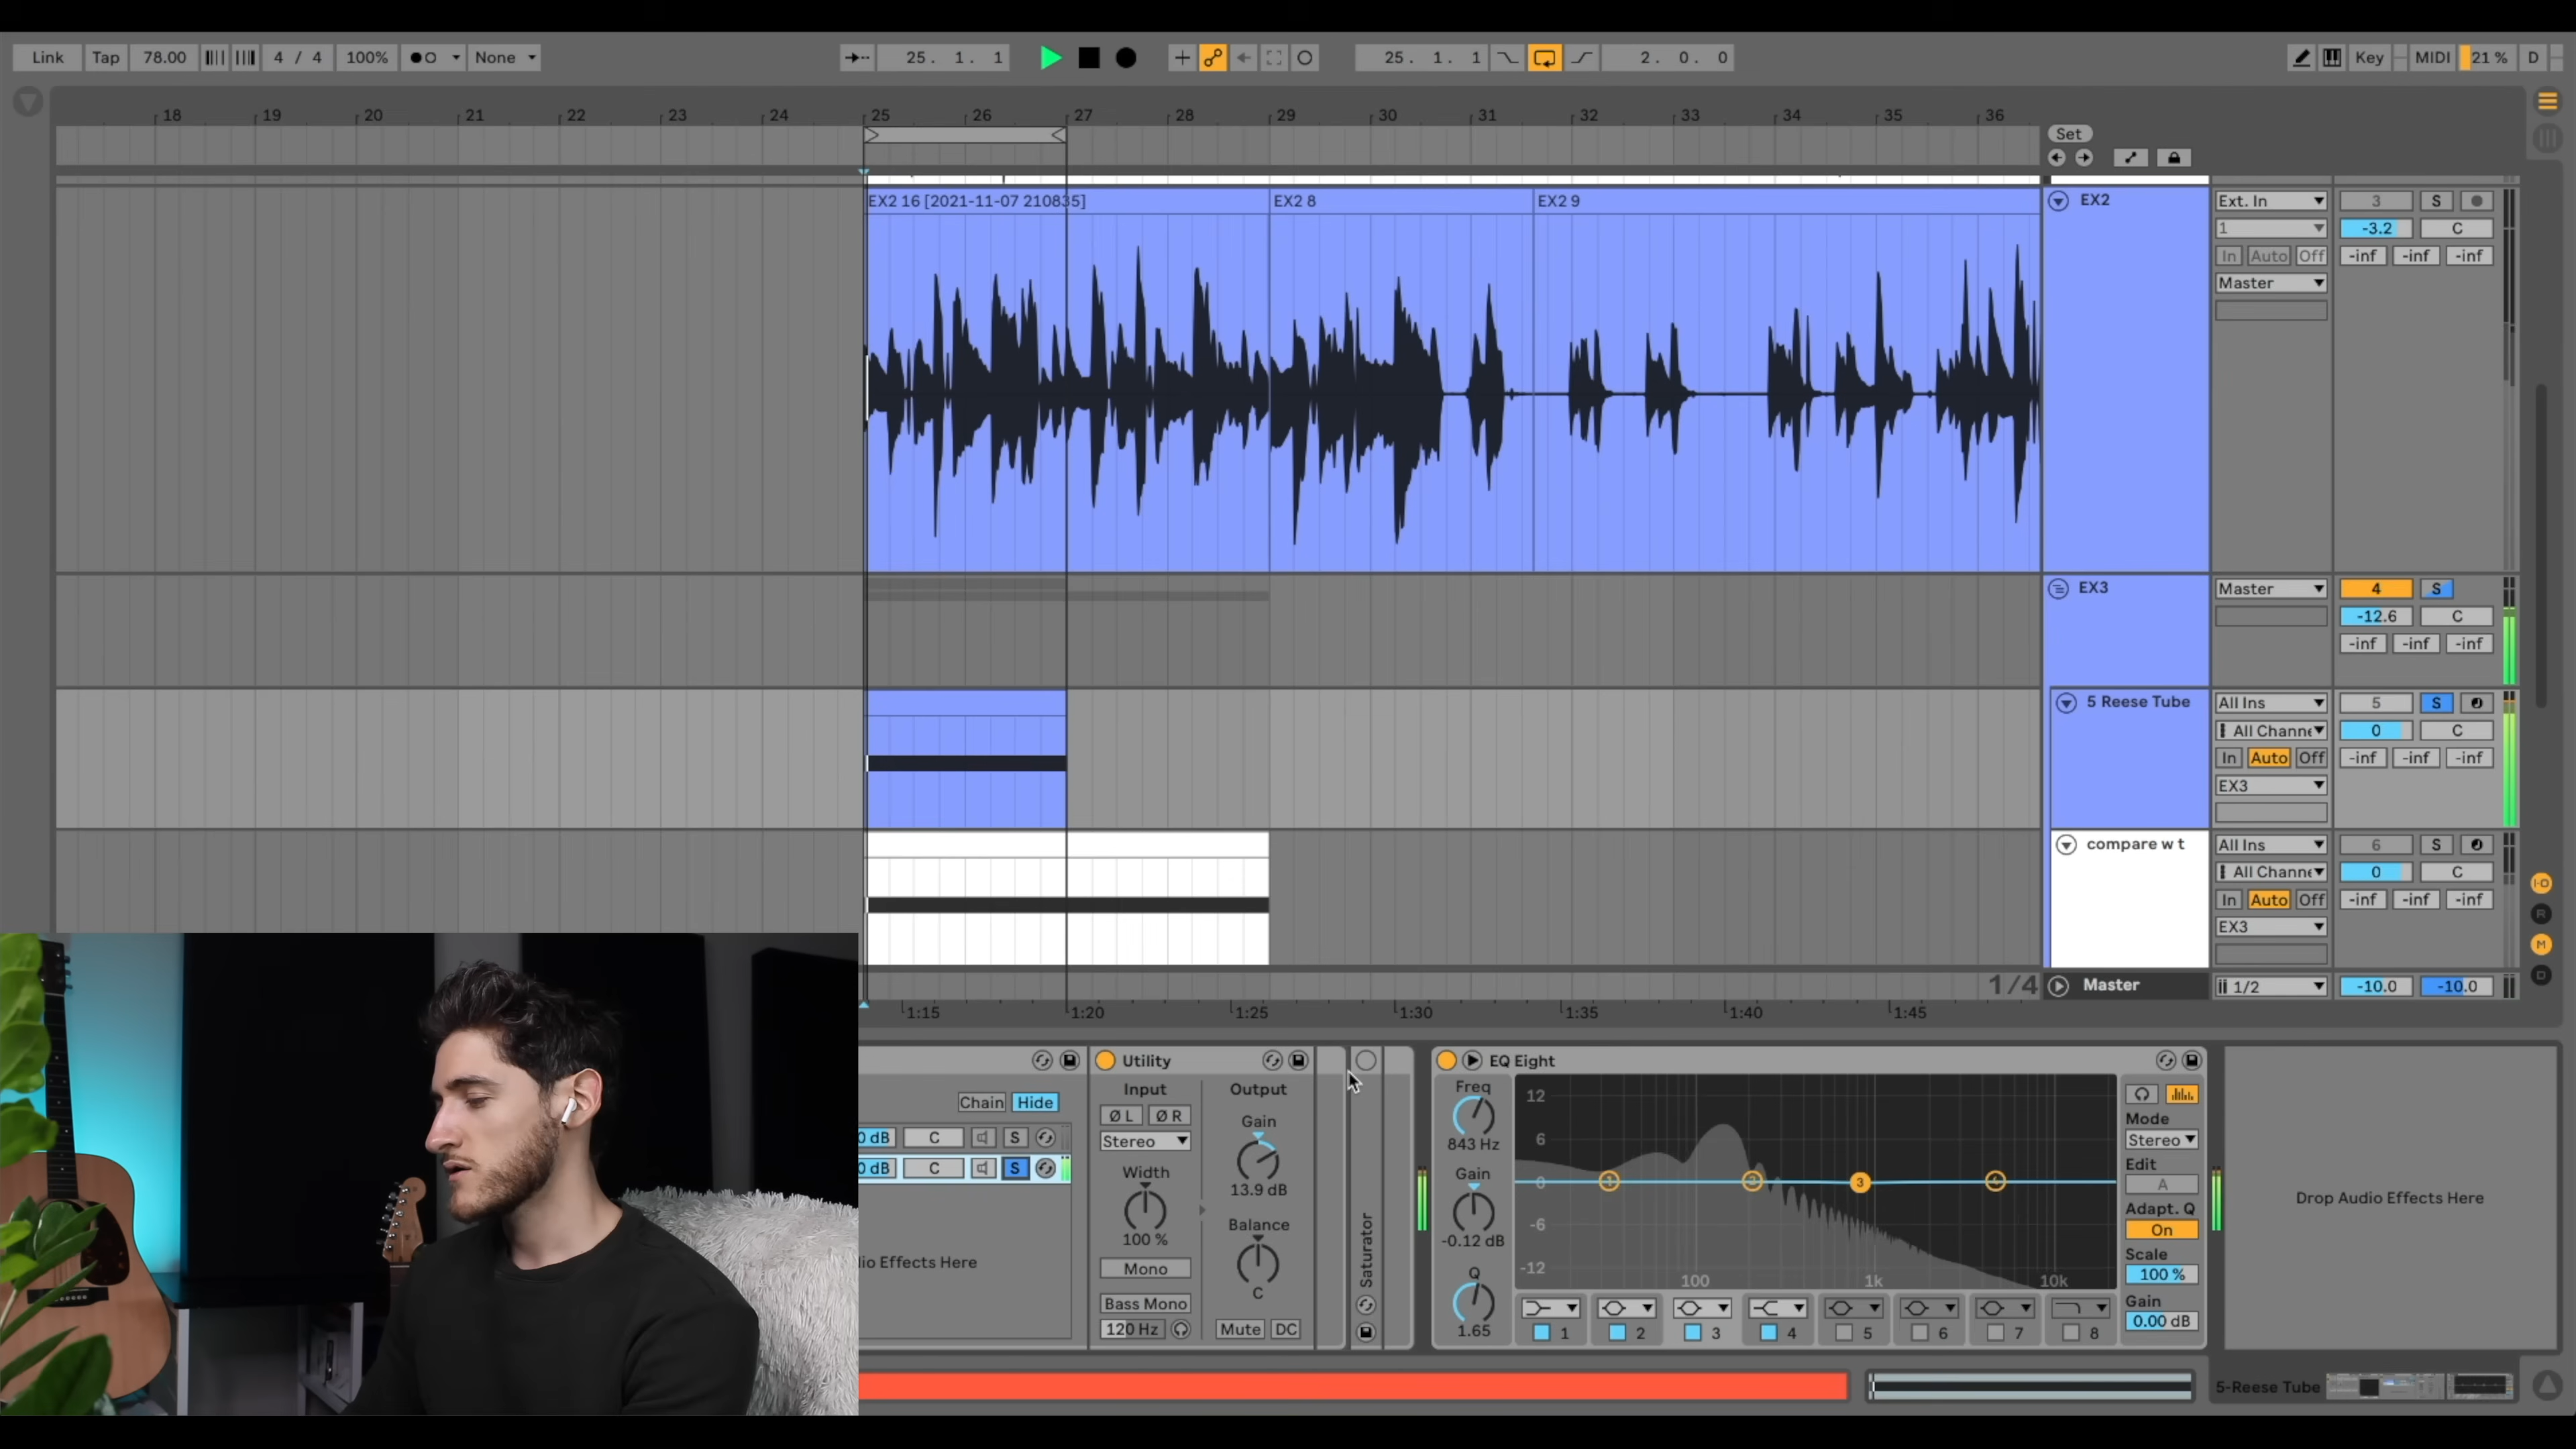 Link Tap 78.00 4 / 4 100% None 25. 1. 1 25. 1. 1 2. 0. 0 Key MIDI 21 % D
18 19 20 21 22 23 24 25 26 27 28 29 30 31 32 33 34 35 36
Set
EX2 16 [2021-11-07 210835] EX2 8 EX2 9 EX2 Ext. In 3 S
1 -3.2 C
In Auto Off -inf -inf -inf
Master
EX3 Master 4 S
-12.6 C
-inf -inf -inf
5 Reese Tube All Ins 5 S
All Channe 0 C
In Auto Off -inf -inf -inf
EX3
compare w t All Ins 6 S
All Channe 0 C
In Auto Off -inf -inf -inf
EX3
I-O
R
M
D
1/4 Master 1/2 -10.0 -10.0
1:15 1:20 1:25 1:30 1:35 1:40 1:45
Chain Hide
0 dB C S
0 dB C S
io Effects Here
Utility
Input Output
Ø L Ø R Gain
Stereo
Width 13.9 dB
100 % Balance
Mono C
Bass Mono
120 Hz Mute DC
Saturator
EQ Eight
Freq
843 Hz
Gain
-0.12 dB
Q
1.65
12
6
0
-6
-12
100 1k 10k
1 2 3 4
1 2 3 4 5 6 7 8
Mode
Stereo
Edit
A
Adapt. Q
On
Scale
100 %
Gain
0.00 dB
Drop Audio Effects Here
5-Reese Tube